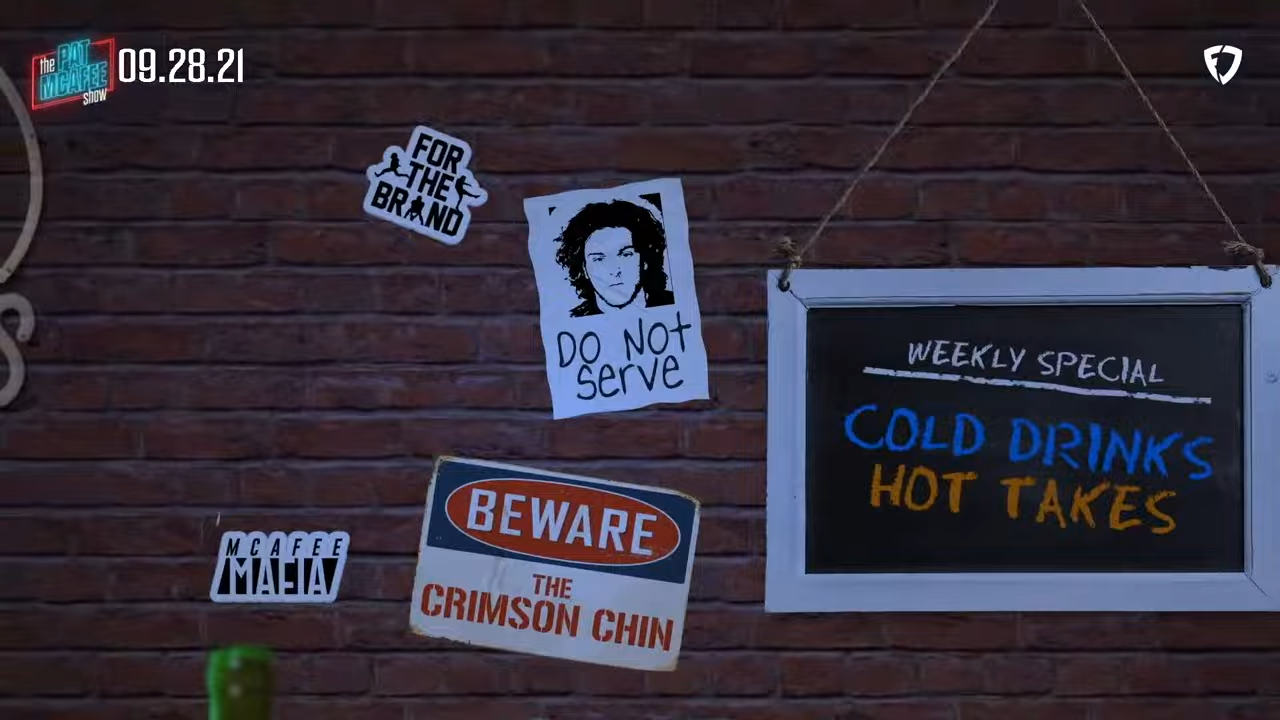 the PAT MCAFEE show
09.28.21
FOR
THE
BRAND
DO NOT
serve
WEEKLY SPECIAL
COLD DRINKS
HOT TAKES
BEWARE
THE
CRIMSON CHIN
MCAFEE
MAFIA